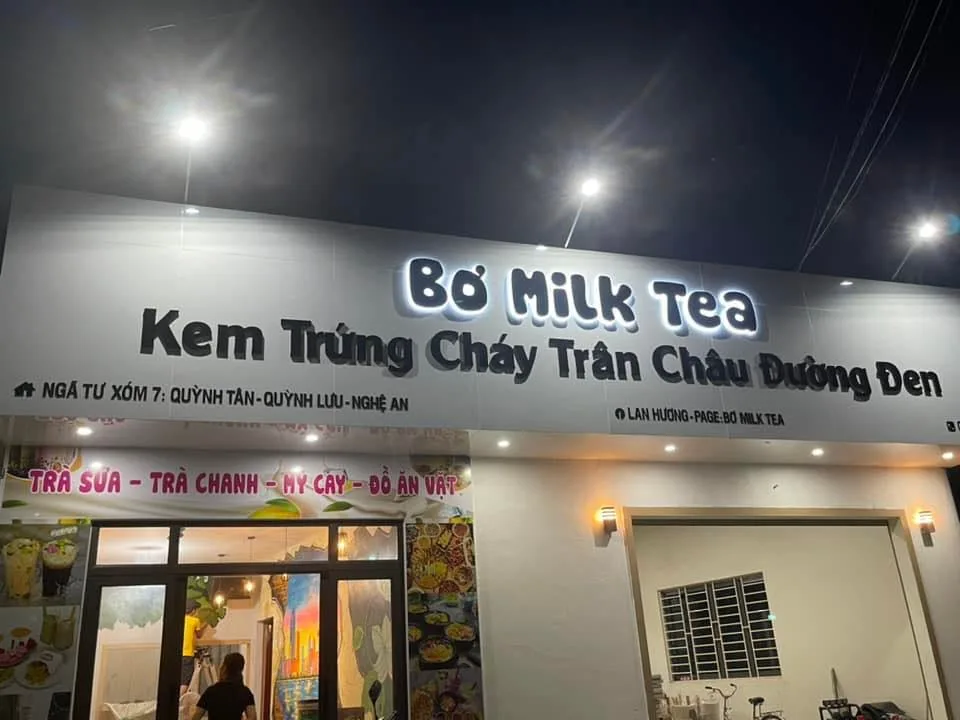 Bơ Milk Tea
Kem Trứng Cháy Trân Châu Đường Đen
NGÃ TƯ XÓM 7: QUỲNH TÂN-QUỲNH LƯU-NGHỆ AN
LAN HƯƠNG-PAGE:BƠ MILK TEA
TRÀ SỮA - TRÀ CHANH - MỲ CAY - ĐỒ ĂN VẶT